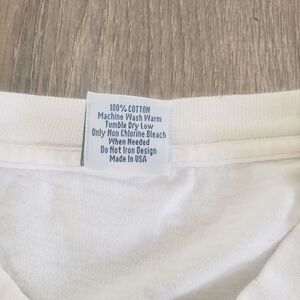 100% COTTON
Machine Wash Warm
Tumble Dry Low
Only Non Chlorine Bleach
When Needed
Do Not Iron Design
Made In USA